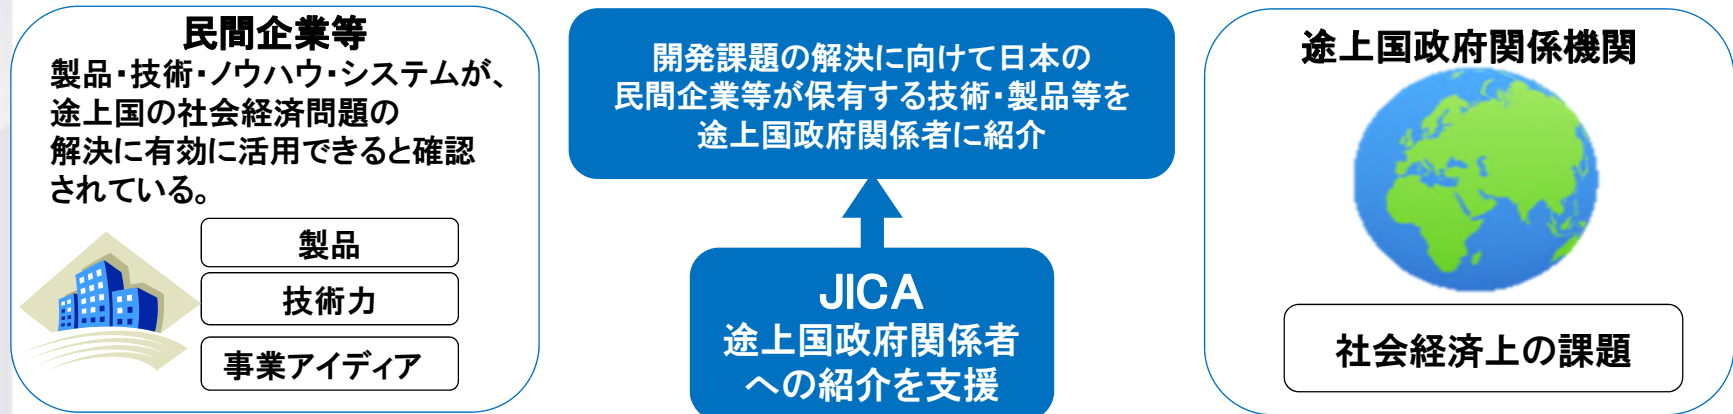 民間企業等
製品・技術・ノウハウ・システムが、
途上国の社会経済問題の
解決に有効に活用できると確認
されている。
製品
技術力
事業アイディア
開発課題の解決に向けて日本の
民間企業等が保有する技術・製品等を
途上国政府関係者に紹介
JICA
途上国政府関係者
への紹介を支援
途上国政府関係機関
社会経済上の課題